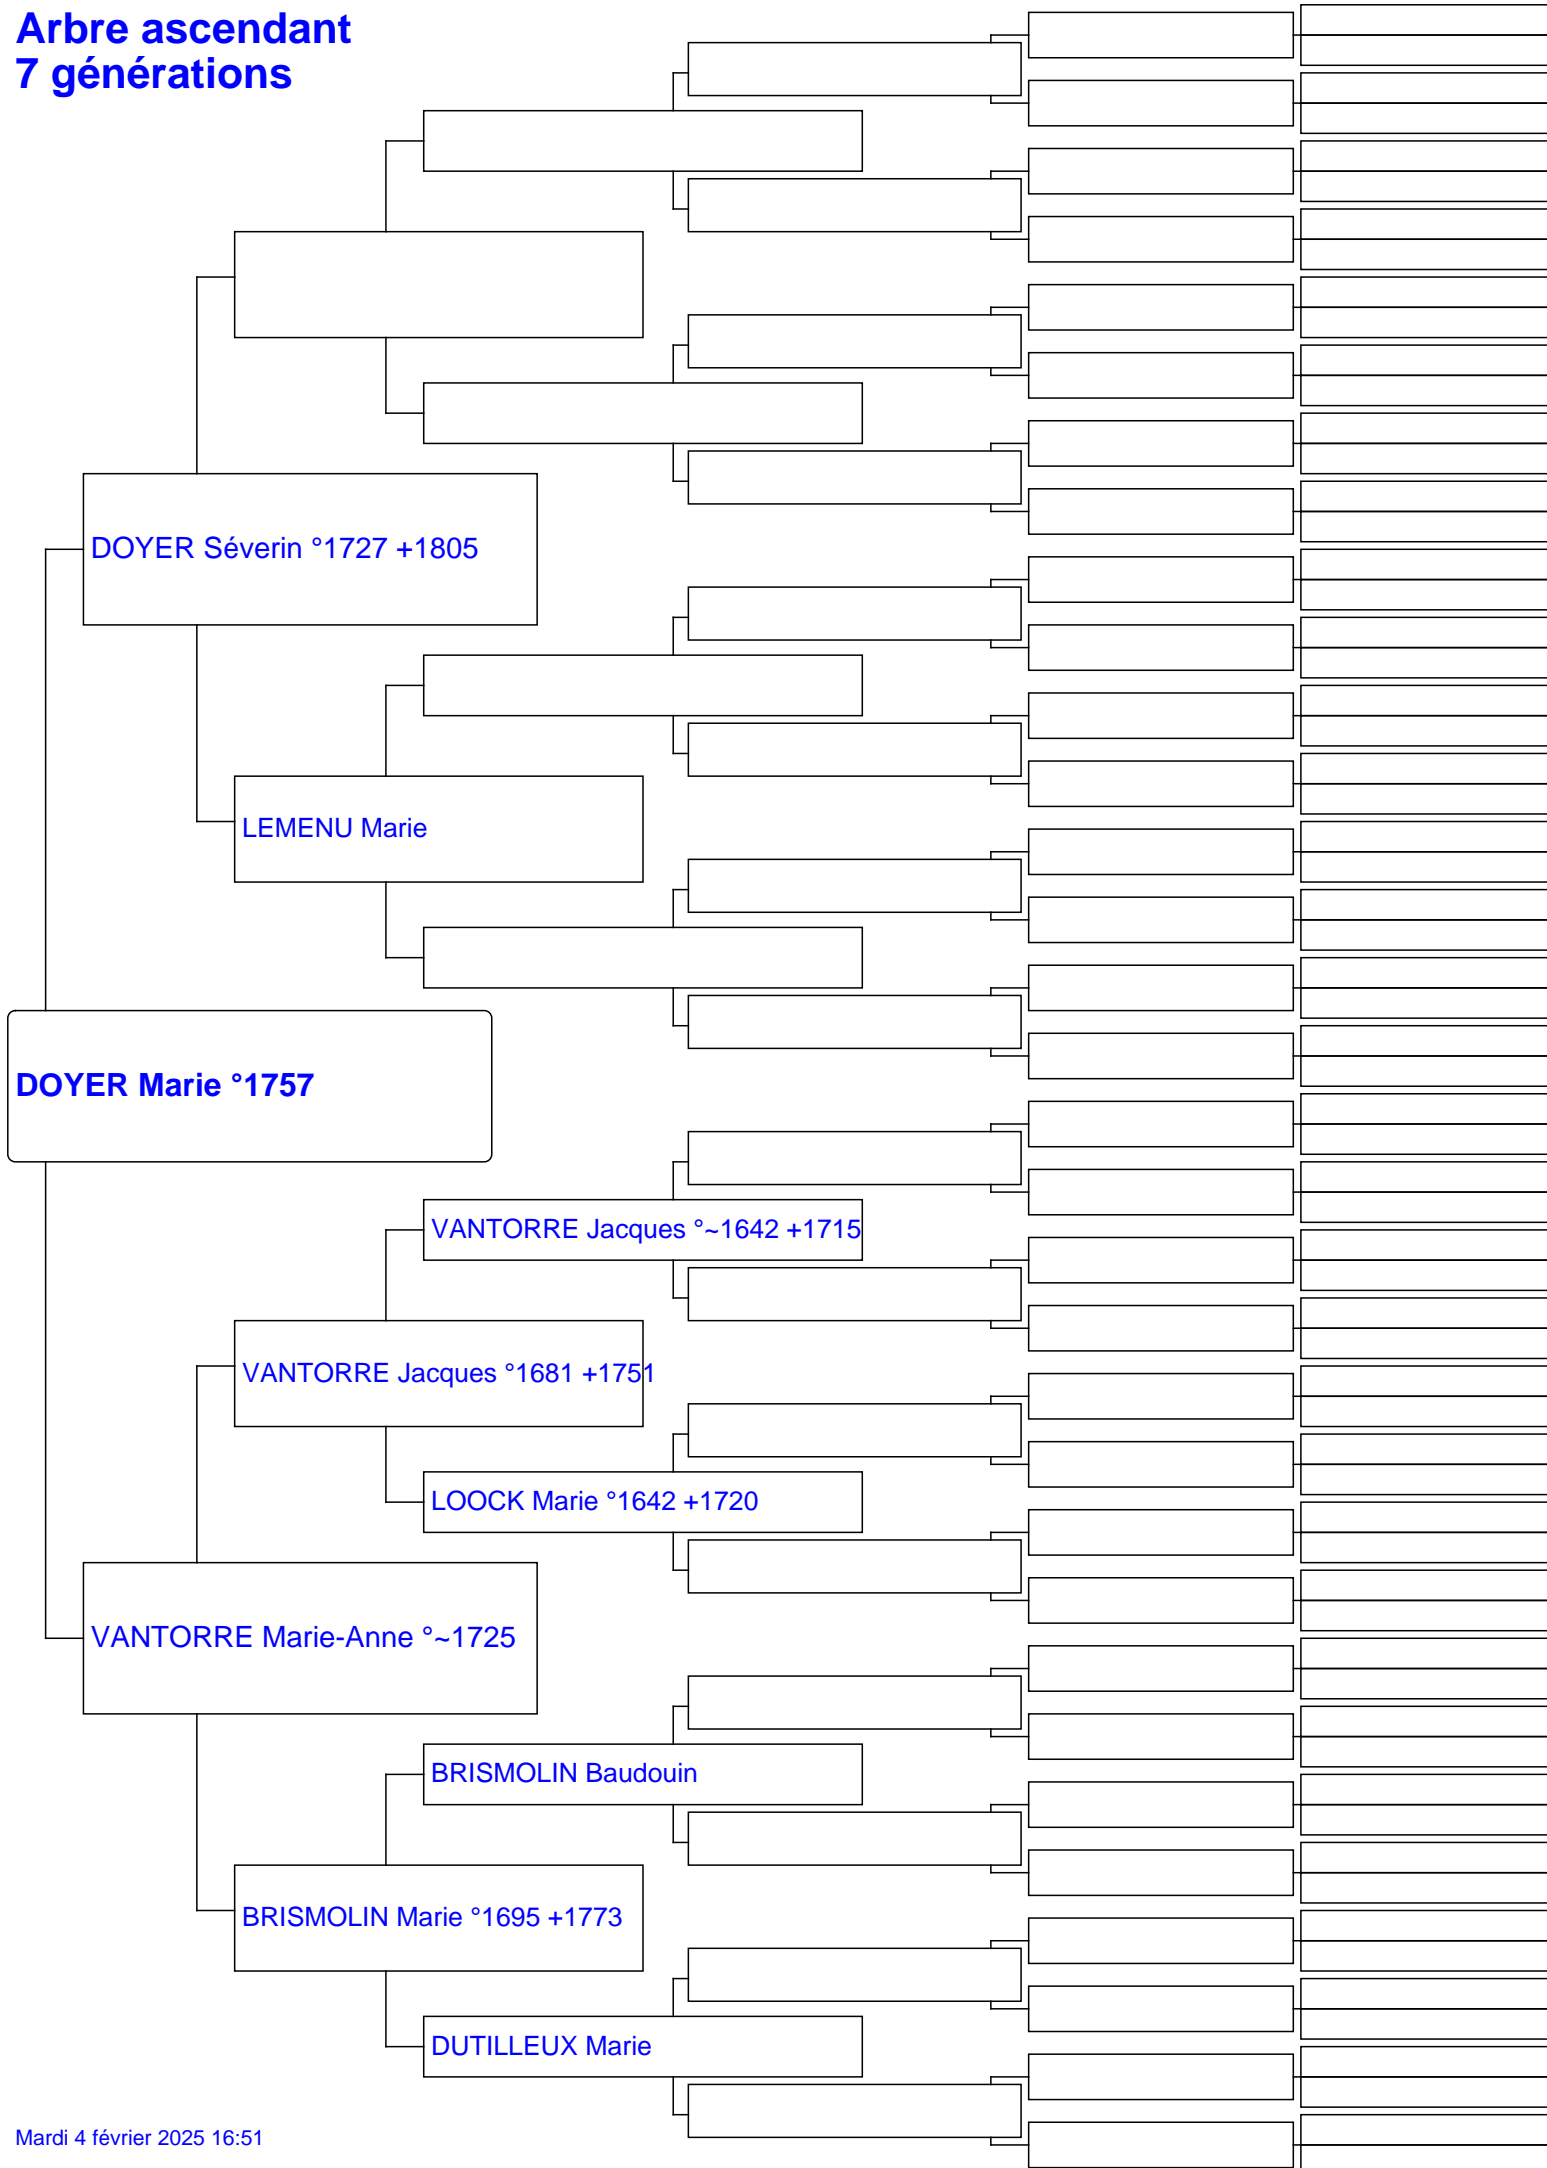 Arbre ascendant
7 générations
DOYER Séverin °1727 +1805
LEMENU Marie
DOYER Marie °1757
VANTORRE Jacques °~1642 +1715
VANTORRE Jacques °1681 +1751
LOOCK Marie °1642 +1720
VANTORRE Marie-Anne °~1725
BRISMOLIN Baudouin
BRISMOLIN Marie °1695 +1773
DUTILLEUX Marie
Mardi 4 février 2025 16:51